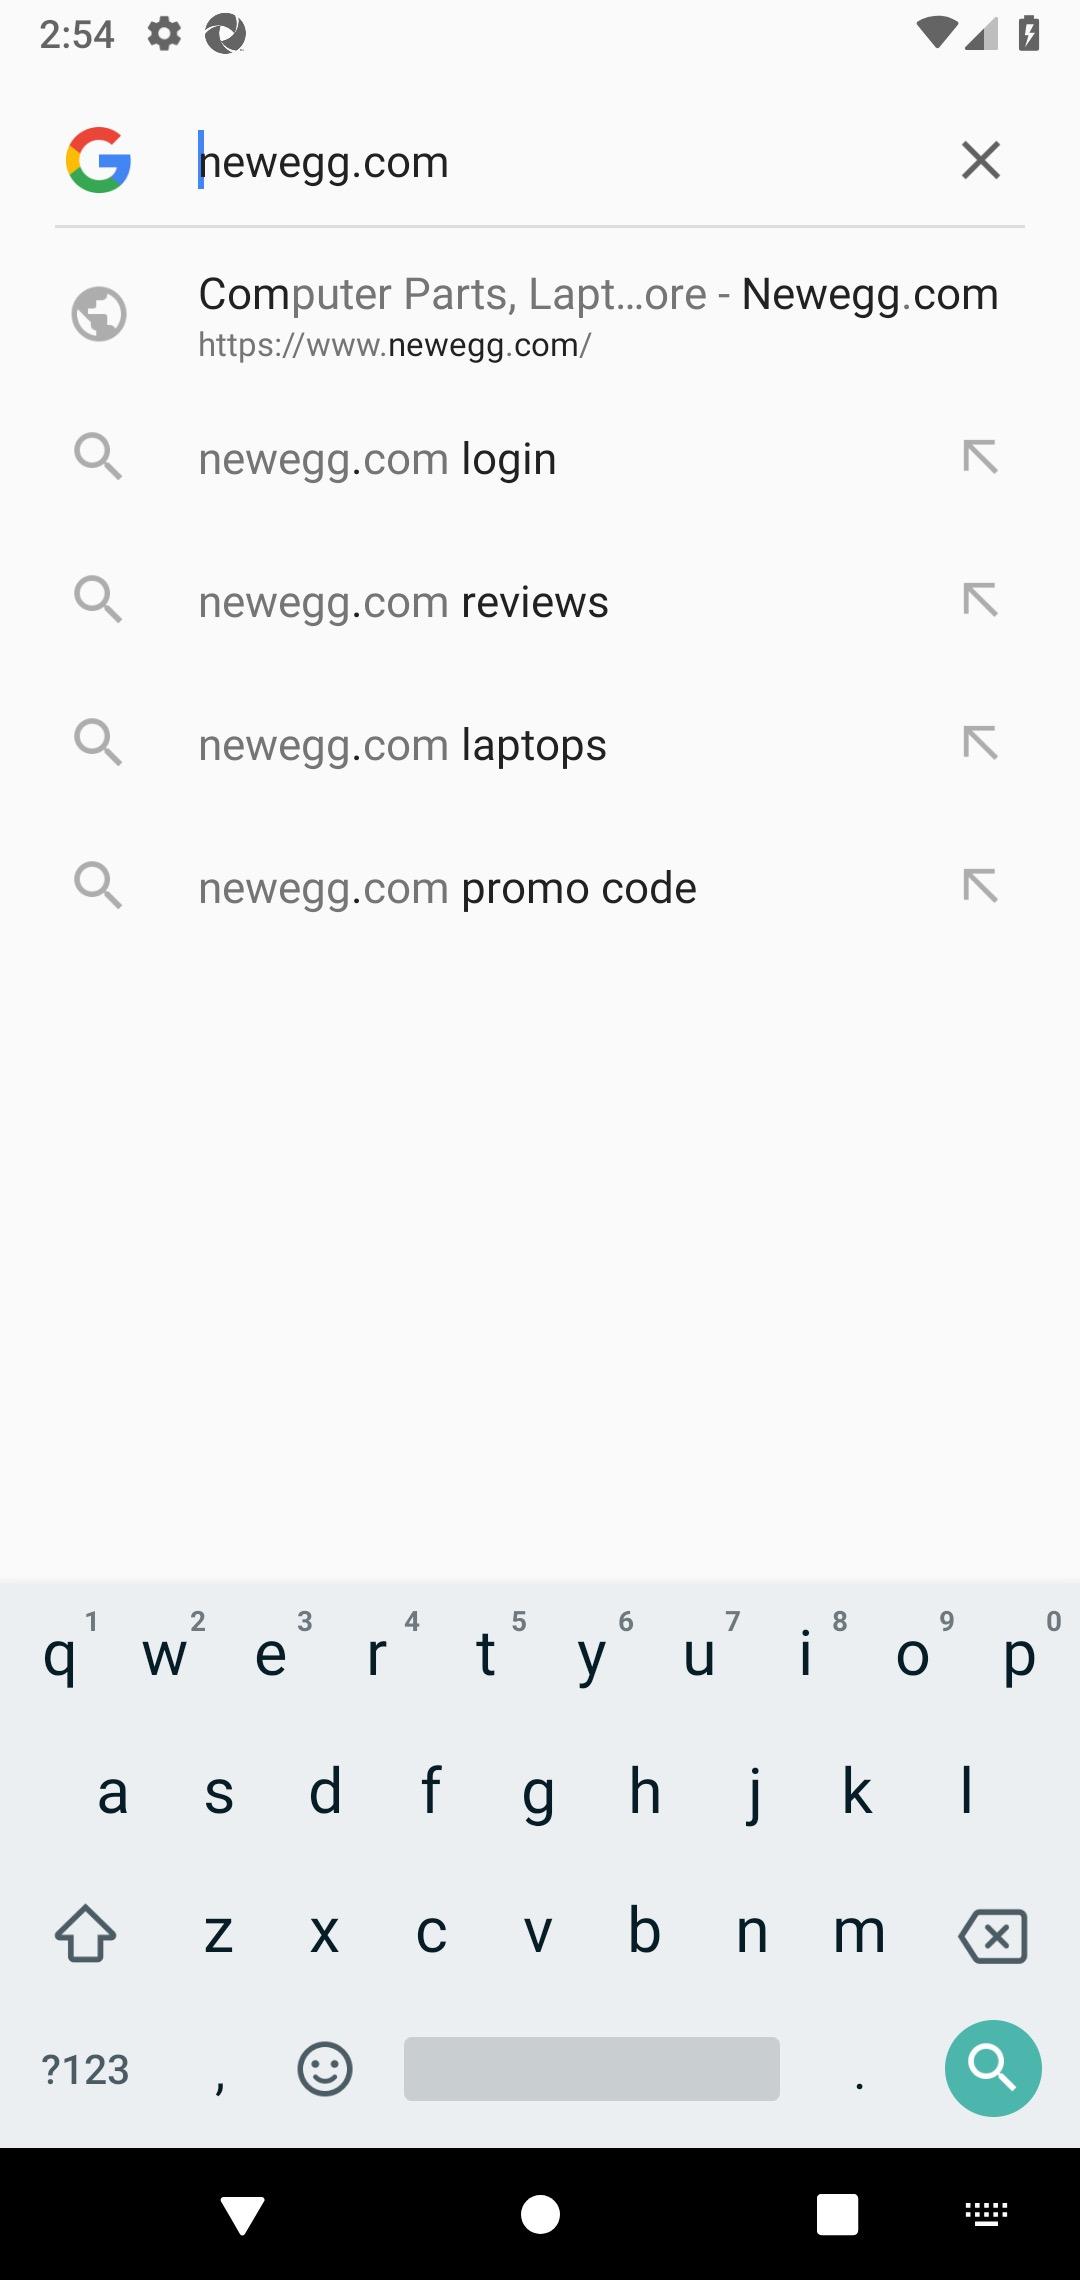 2:54
newegg.com
Computer Parts, Lapt...ore - Newegg.com
https://www.newegg.com/
newegg.com login
newegg.com reviews
newegg.com laptops
newegg.com promo code
1 2 3 4 5 6 7 8 9 0
q w e r t y u i o p
a s d f g h j k l
z x c v b n m
?123 , .